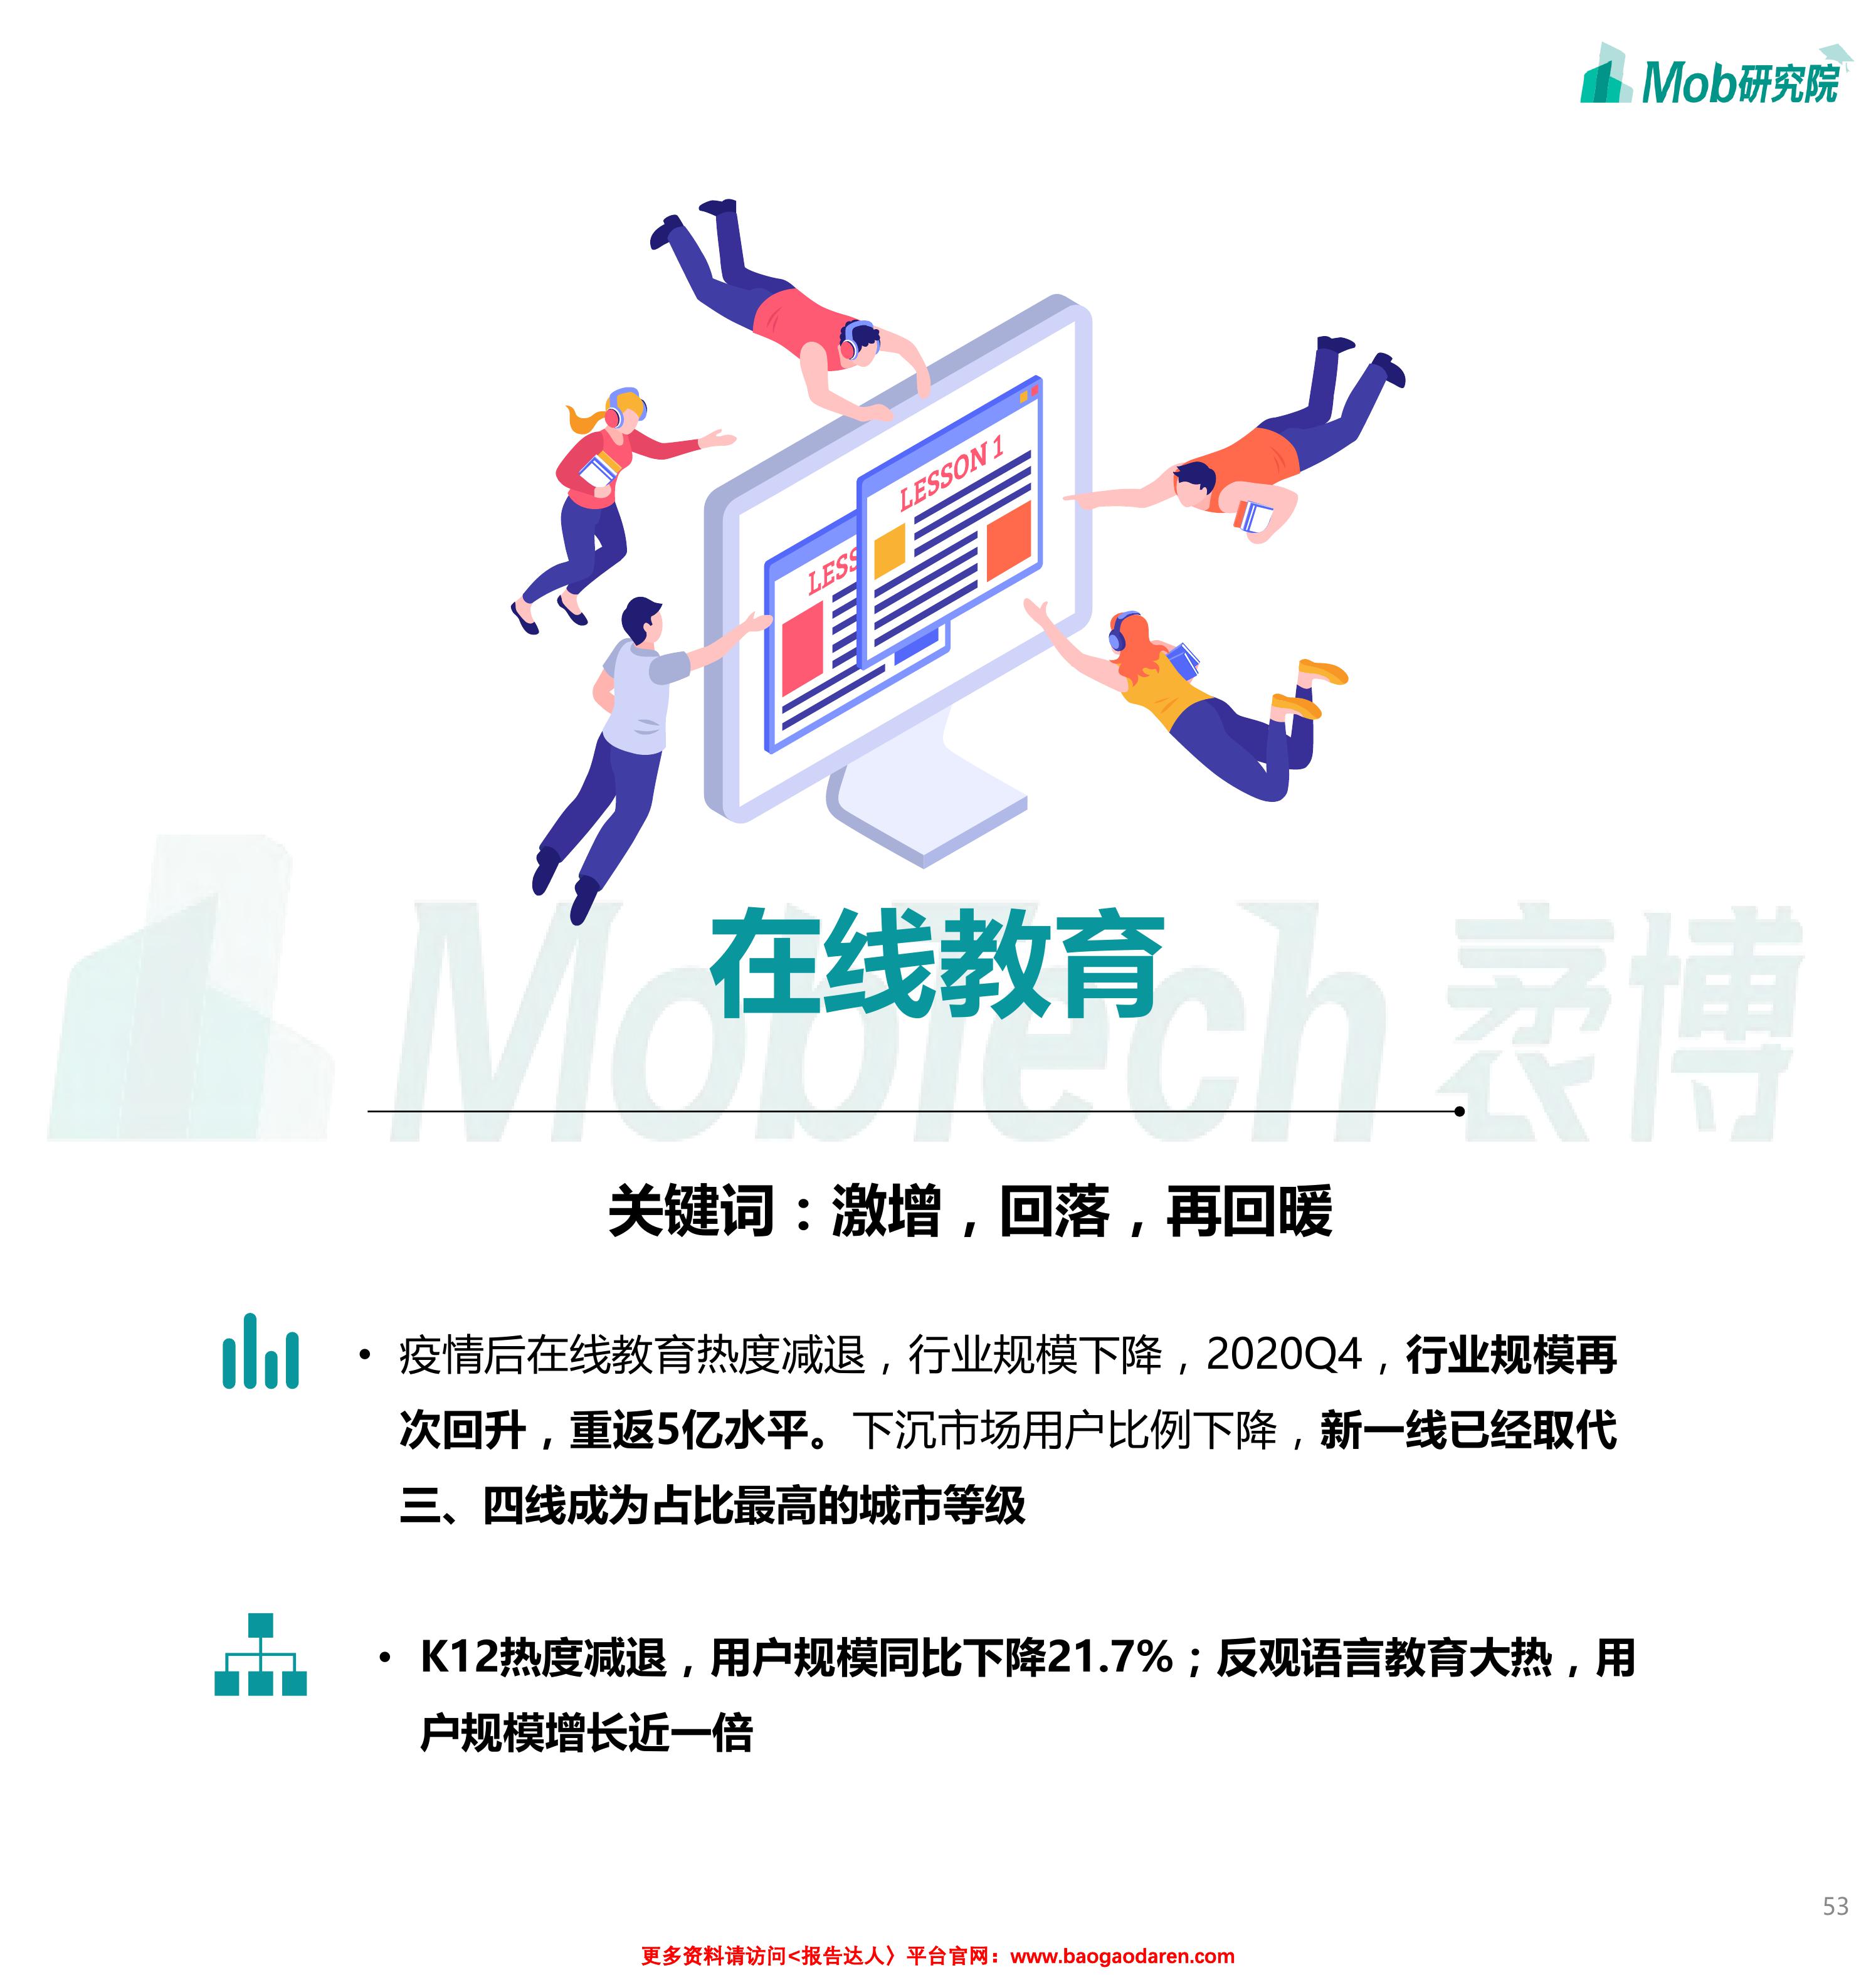 Mob研究院
LESSON 1
LESS
MobTech 袤博
在线教育
关键词：激增，回落，再回暖
• 疫情后在线教育热度减退，行业规模下降，2020Q4，行业规模再
次回升，重返5亿水平。下沉市场用户比例下降，新一线已经取代
三、四线成为占比最高的城市等级
• K12热度减退，用户规模同比下降21.7%；反观语言教育大热，用
户规模增长近一倍
53
更多资料请访问<报告达人〉平台官网：www.baogaodaren.com